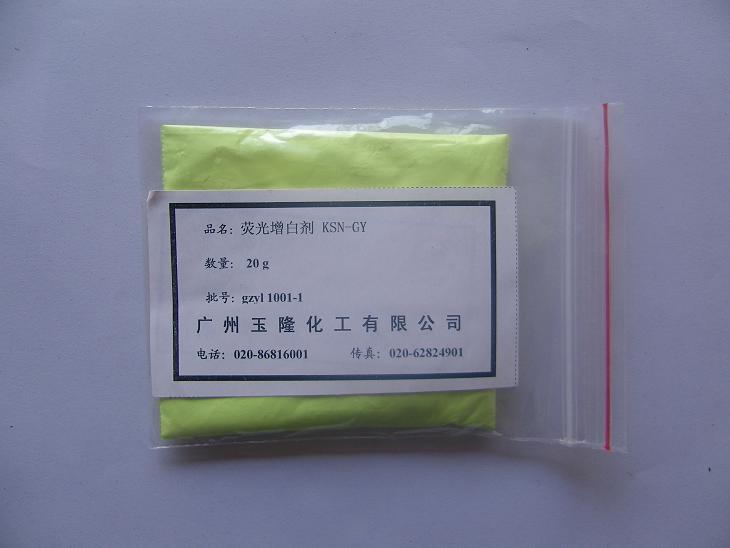 品名：荧光增白剂 KSN-GY
数量： 20 g
批号：gzyl 1001-1
广州玉隆化工有限公司
电话：020-86816001 传真：020-62824901